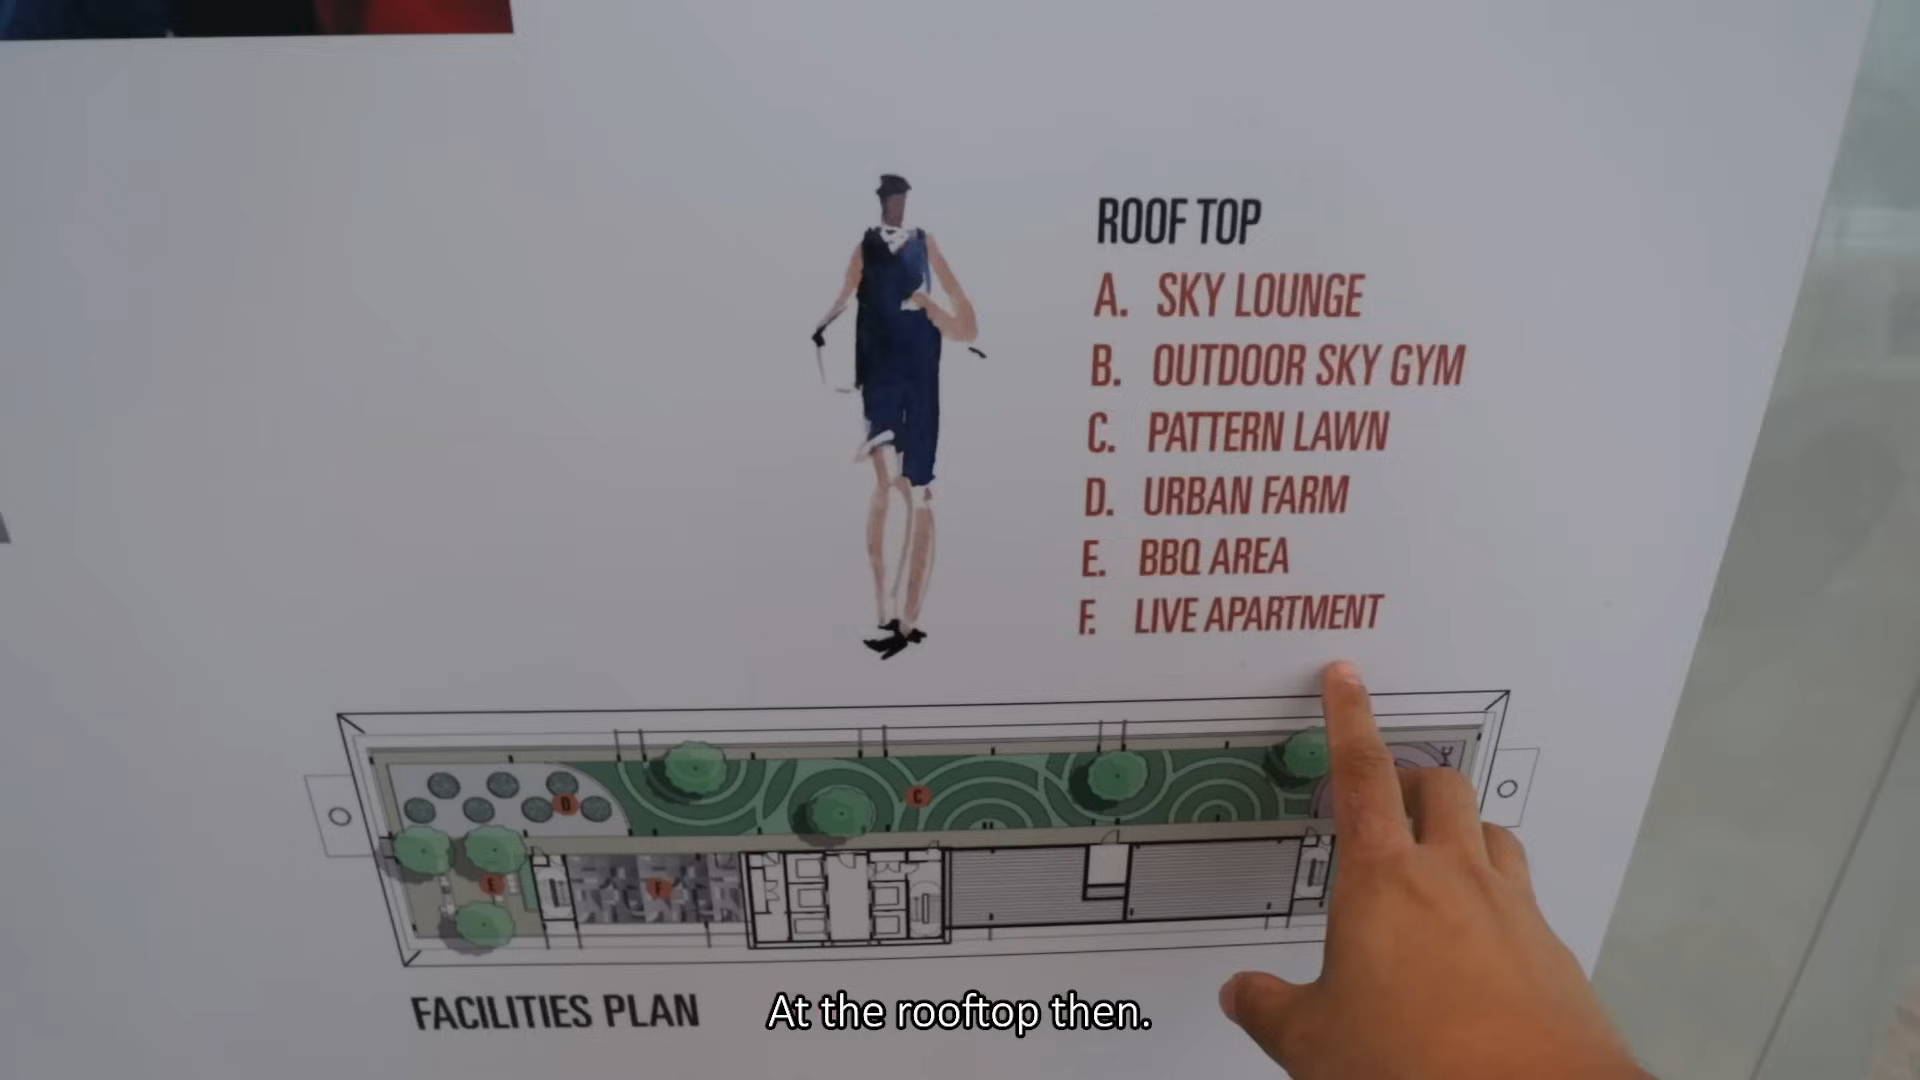 ROOF TOP
A. SKY LOUNGE
B. OUTDOOR SKY GYM
C. PATTERN LAWN
D. URBAN FARM
E. BBQ AREA
F. LIVE APARTMENT
D
C
E
F
FACILITIES PLAN
At the rooftop then.